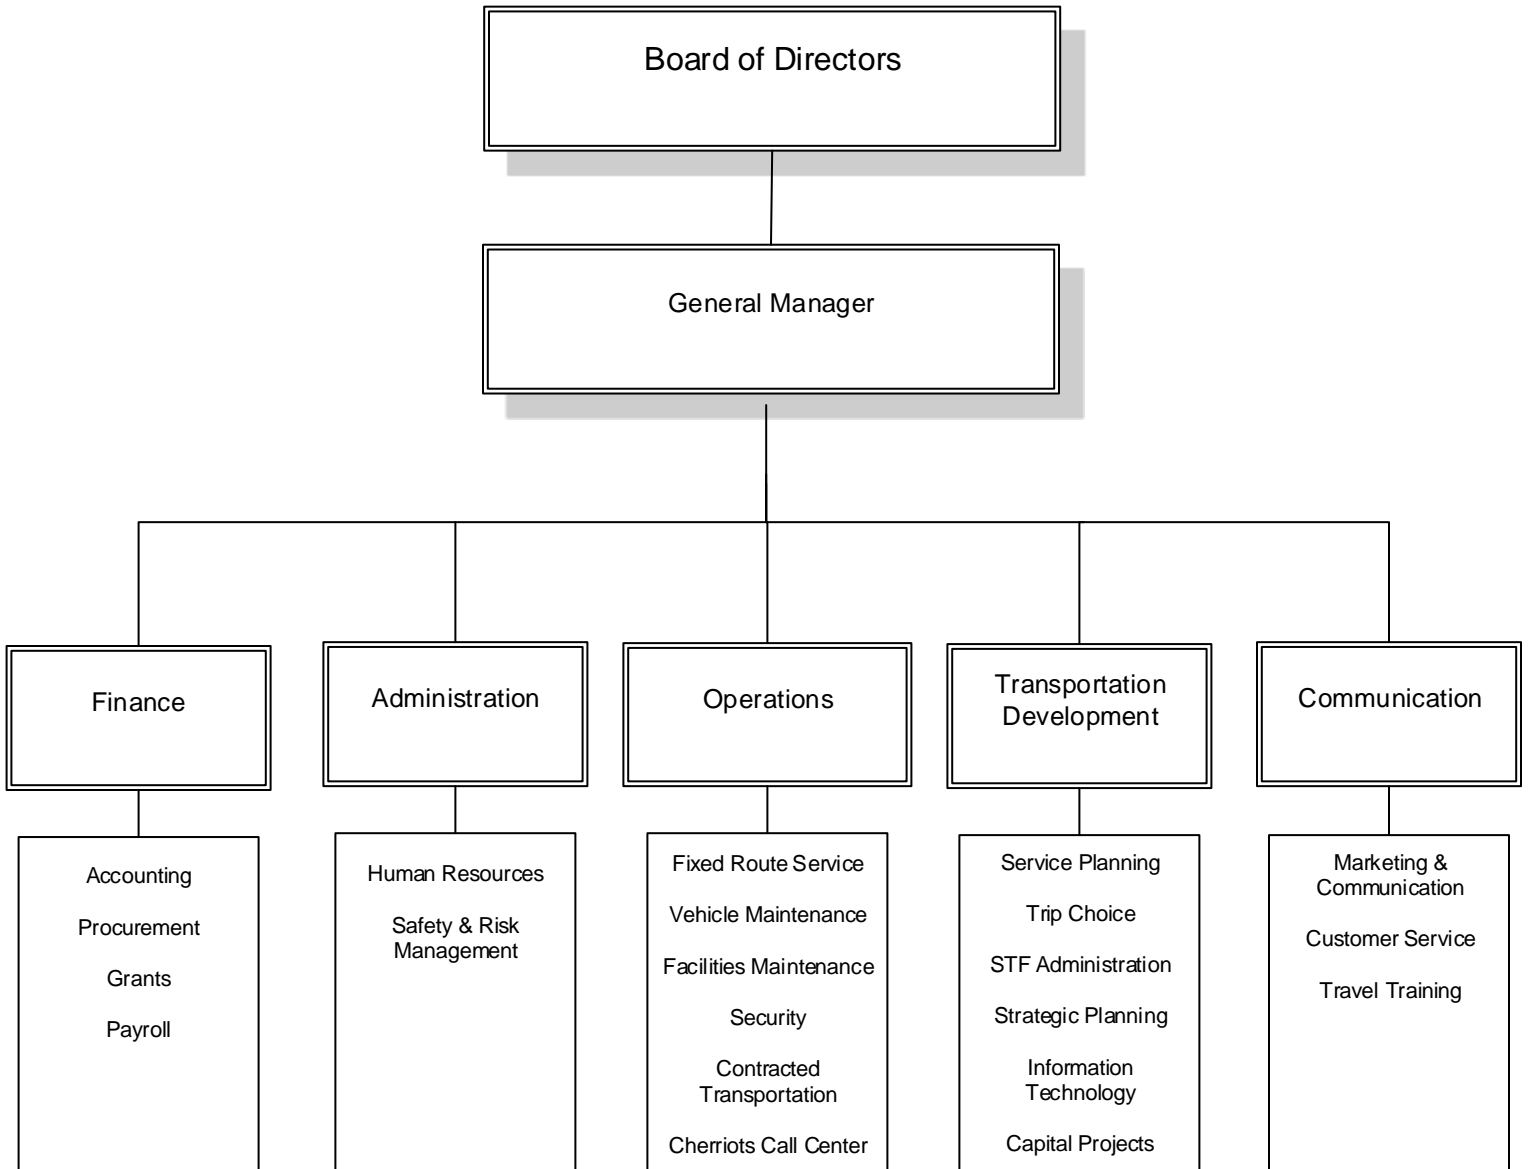 Board of Directors
General Manager
Finance
Administration
Operations
Transportation
Development
Communication
Accounting
Procurement
Grants
Payroll
Human Resources
Safety & Risk
Management
Fixed Route Service
Vehicle Maintenance
Facilities Maintenance
Security
Contracted
Transportation
Cherriots Call Center
Service Planning
Trip Choice
STF Administration
Strategic Planning
Information
Technology
Capital Projects
Marketing &
Communication
Customer Service
Travel Training